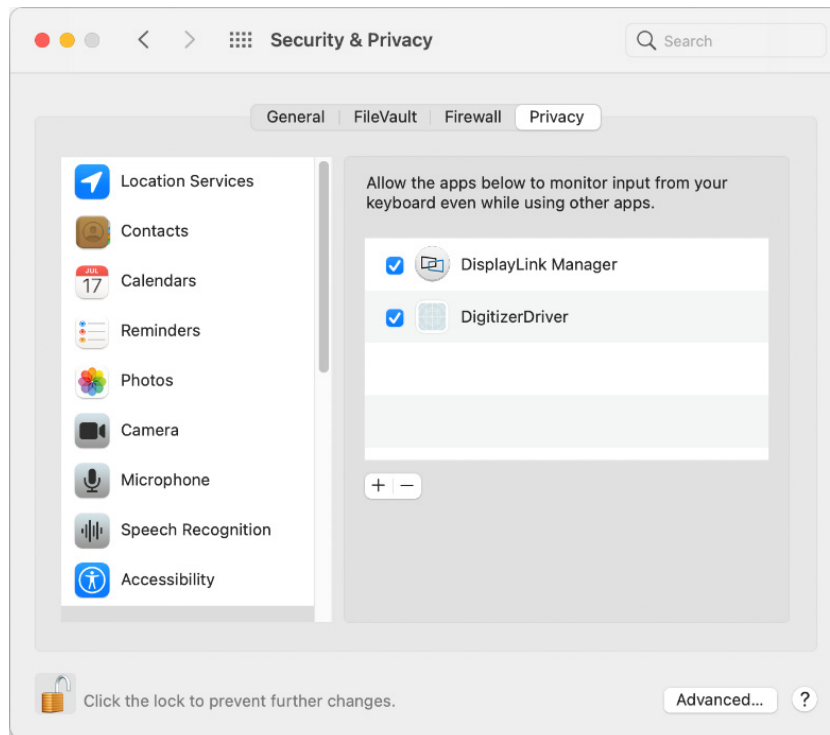 Security & Privacy
Search
General
FileVault
Firewall
Privacy
Location Services
Contacts
JUL
17
Calendars
Reminders
Photos
Camera
Microphone
Speech Recognition
Accessibility
Allow the apps below to monitor input from your
keyboard even while using other apps.
DisplayLink Manager
DigitizerDriver
Click the lock to prevent further changes.
Advanced...
?